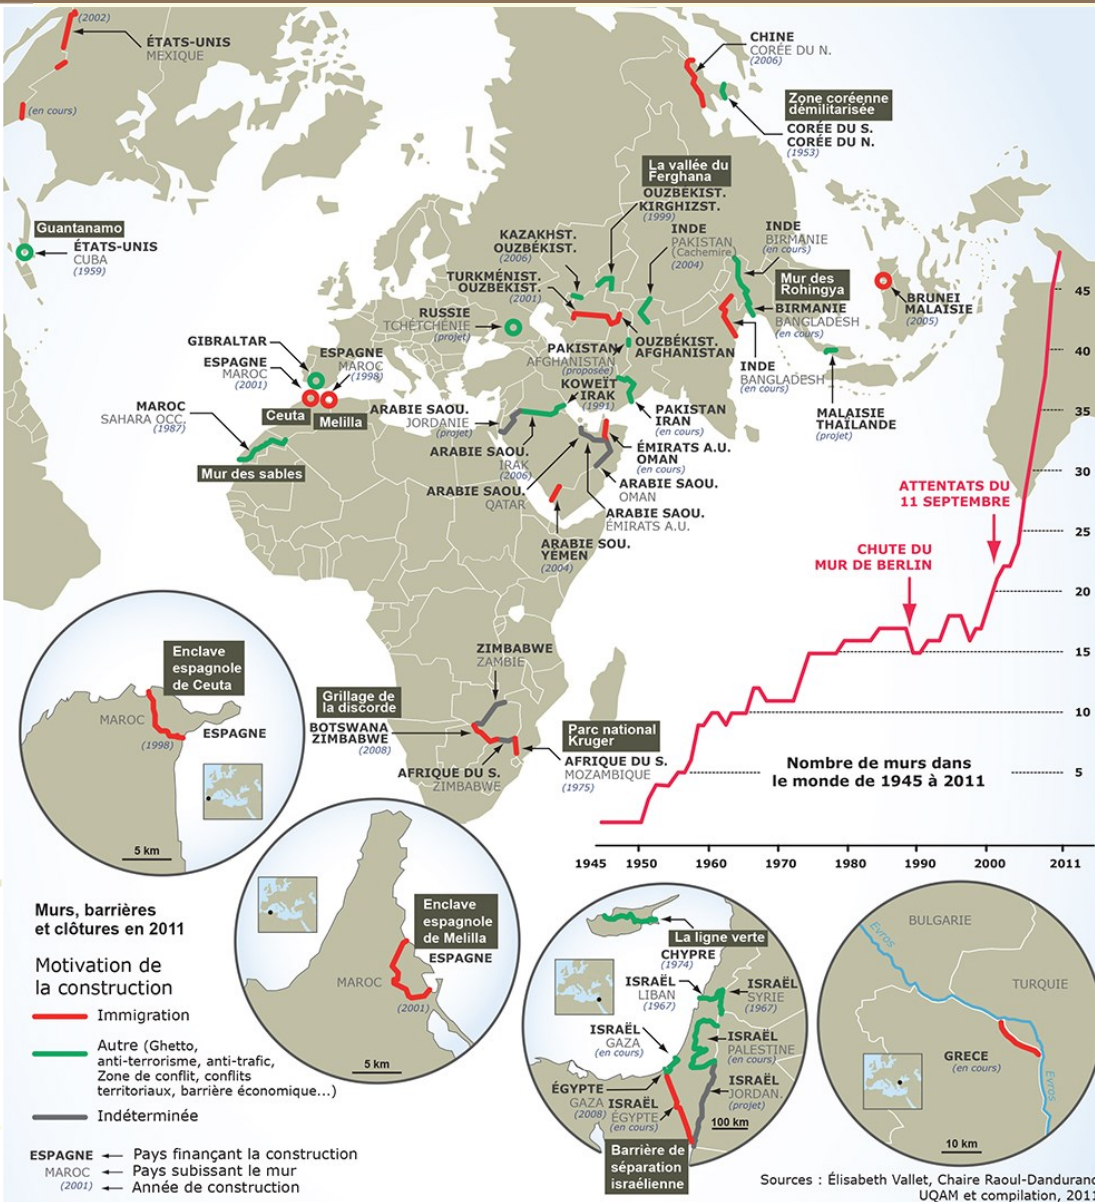 (2002)
ÉTATS-UNIS
MEXIQUE
(en cours)
CHINE
CORÉE DU N.
(2006)
Zone coréenne
démilitarisée
CORÉE DU S.
CORÉE DU N.
(1953)
La vallée du
Ferghana
OUZBÉKIST.
KIRGHIZST.
(1999)
Guantanamo
ÉTATS-UNIS
CUBA
(1959)
KAZAKHST.
OUZBÉKIST.
(2006)
INDE
PAKISTAN
(Cachemire)
(2004)
INDE
BIRMANIE
(en cours)
Mur des
Rohingya
BIRMANIE
BANGLADESH
(en cours)
BRUNEI
MALAISIE
(2005)
TURKMÉNIST.
OUZBÉKIST.
(2001)
RUSSIE
TCHÉTCHÉNIE
(projet)
OUZBÉKIST.
AFGHANISTAN
PAKISTAN
AFGHANISTAN
(proposée)
INDE
BANGLADESH
(en cours)
MALAISIE
THAÏLANDE
(projet)
GIBRALTAR
ESPAGNE
MAROC
(2001)
ESPAGNE
MAROC
(1998)
Ceuta
Melilla
KOWEÏT
IRAK
(1991)
MAROC
SAHARA OCC.
(1987)
Mur des sables
ARABIE SAOU.
JORDANIE
(projet)
PAKISTAN
IRAN
(en cours)
ARABIE SAOU.
IRAK
(2006)
ÉMIRATS A.U.
OMAN
(en cours)
ARABIE SAOU.
QATAR
ARABIE SAOU.
OMAN
ARABIE SAOU.
ÉMIRATS A.U.
ARABIE SOU.
YÉMEN
(2004)
ZIMBABWE
ZAMBIE
Grillage de
la discorde
BOTSWANA
ZIMBABWE
(2008)
AFRIQUE DU S.
ZIMBABWE
Parc national
Kruger
AFRIQUE DU S.
MOZAMBIQUE
(1975)
45
40
35
30
25
20
15
10
5
ATTENTATS DU
11 SEPTEMBRE
CHUTE DU
MUR DE BERLIN
Nombre de murs dans
le monde de 1945 à 2011
1945 1950 1960 1970 1980 1990 2000 2011
Enclave
espagnole
de Ceuta
MAROC
ESPAGNE
(1998)
5 km
Enclave
espagnole
de Melilla
ESPAGNE
MAROC
(2001)
5 km
La ligne verte
CHYPRE
(1974)
ISRAËL
LIBAN
(1967)
ISRAËL
SYRIE
(1967)
ISRAËL
GAZA
(en cours)
ISRAËL
PALESTINE
(en cours)
ÉGYPTE
GAZA
(2008)
ISRAËL
ÉGYPTE
(en cours)
ISRAËL
JORDAN.
(projet)
100 km
Barrière de
séparation
israélienne
BULGARIE
Evros
TURQUIE
GRECE
(en cours)
Evros
10 km
Murs, barrières
et clôtures en 2011
Motivation de
la construction
Immigration
Autre (Ghetto,
anti-terrorisme, anti-trafic,
Zone de conflit, conflits
territoriaux, barrière économique...)
Indéterminée
ESPAGNE Pays finançant la construction
MAROC Pays subissant le mur
(2001) Année de construction
Sources : Élisabeth Vallet, Chaire Raoul-Dandurand
UQAM et compilation, 2011